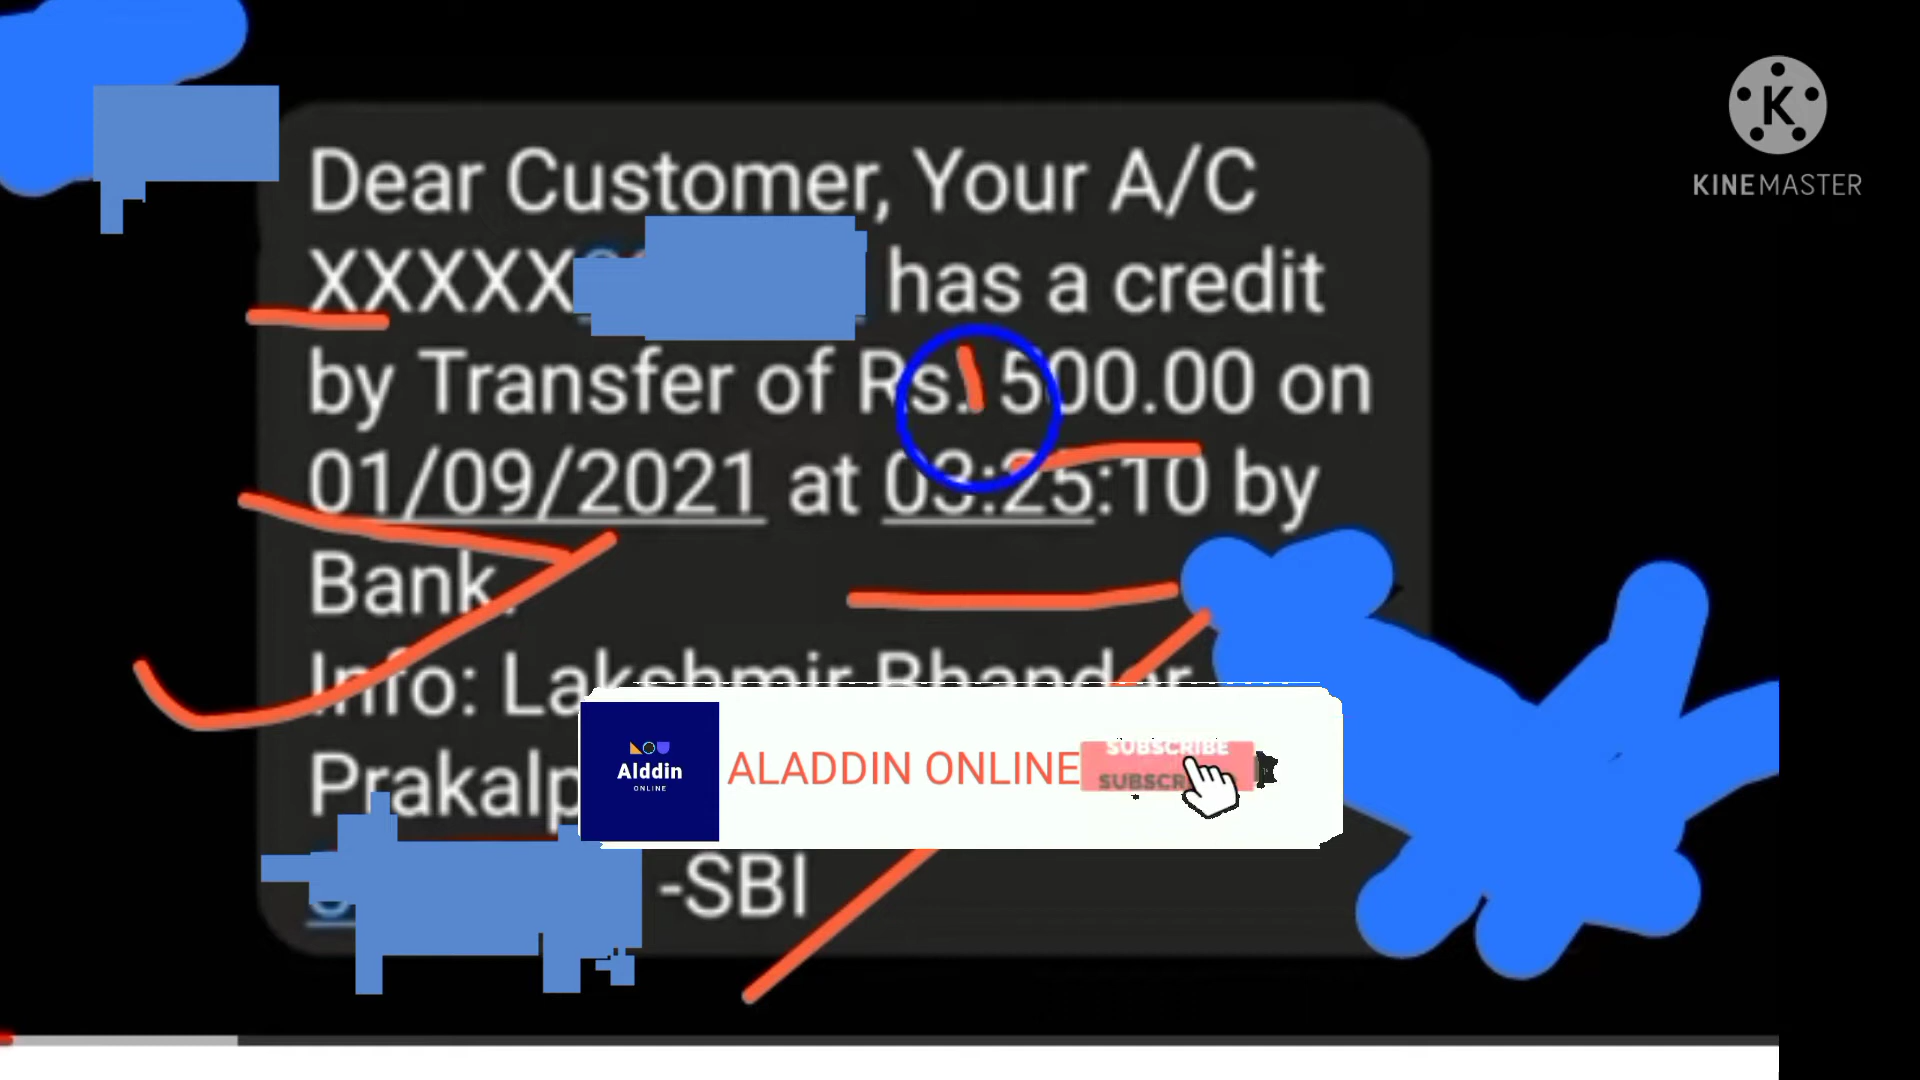 K
KINEMASTER
Dear Customer, Your A/C
XXXXX has a credit
by Transfer of Rs. 500.00 on
01/09/2021 at 03:25:10 by
Bank.
Info: Lakshmir Bhandar
Prakalp
-SBI
Alddin
ONLINE
ALADDIN ONLINE
SUBSCRIBE